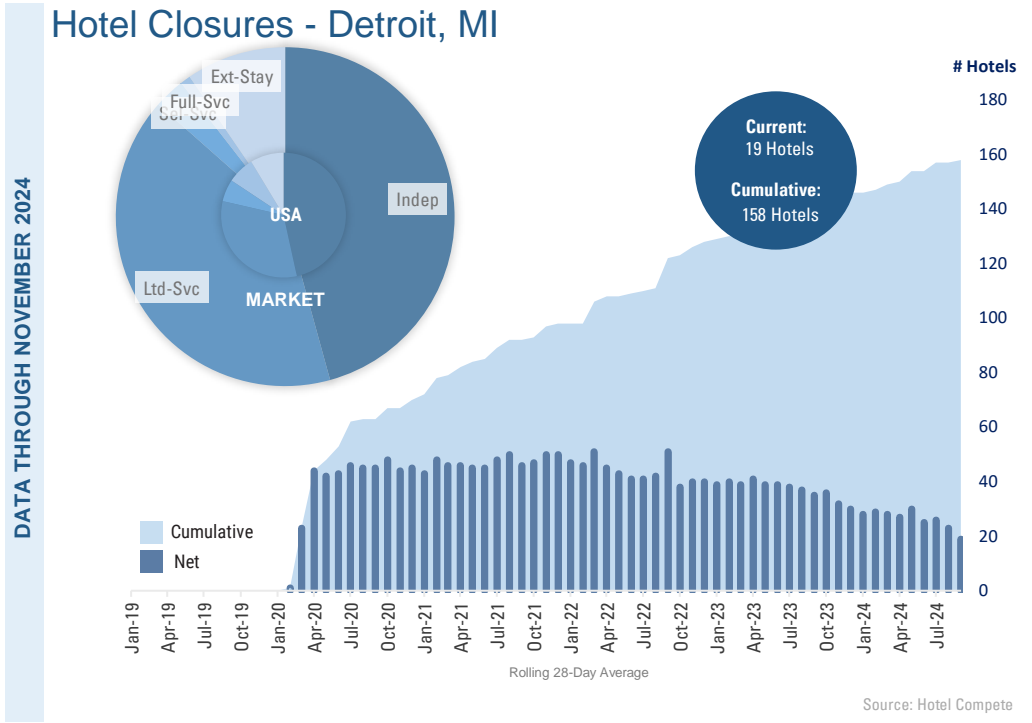 Hotel Closures - Detroit, MI
DATA THROUGH NOVEMBER 2024
Ext-Stay
Full-Svc
Sel-Svc
Indep
USA
Ltd-Svc
MARKET
Current:
19 Hotels
Cumulative:
158 Hotels
# Hotels
180
160
140
120
100
80
60
40
20
0
Cumulative
Net
Jan-19
Apr-19
Jul-19
Oct-19
Jan-20
Apr-20
Jul-20
Oct-20
Jan-21
Apr-21
Jul-21
Oct-21
Jan-22
Apr-22
Jul-22
Oct-22
Jan-23
Apr-23
Jul-23
Oct-23
Jan-24
Apr-24
Jul-24
Rolling 28-Day Average
Source: Hotel Compete